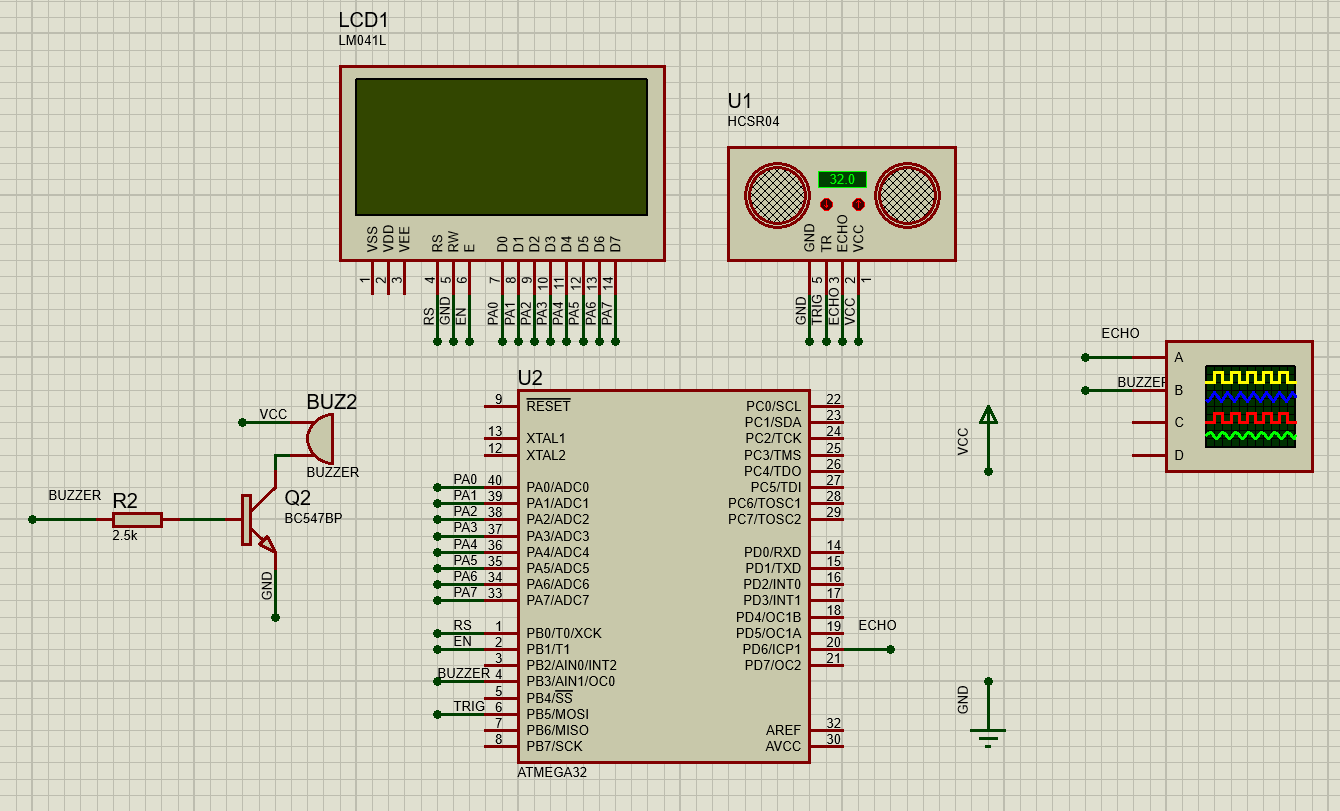 LCD1
LM041L
VSS
VDD
VEE
RS
RW
E
D0
D1
D2
D3
D4
D5
D6
D7
1
2
3
4
5
6
7
8
9
10
11
12
13
14
RS
GND
EN
PA0
PA1
PA2
PA3
PA4
PA5
PA6
PA7
U1
HCSR04
32.0
GND
TR
ECHO
VCC
5
3
2
1
GND
TRIG
ECHO
VCC
ECHO
BUZZER
A
B
C
D
VCC
GND
BUZ2
VCC
BUZZER
BUZZER
R2
2.5k
Q2
BC547BP
GND
U2
9 RESET
13 XTAL1
12 XTAL2
PA0 40 PA0/ADC0
PA1 39 PA1/ADC1
PA2 38 PA2/ADC2
PA3 37 PA3/ADC3
PA4 36 PA4/ADC4
PA5 35 PA5/ADC5
PA6 34 PA6/ADC6
PA7 33 PA7/ADC7
RS 1 PB0/T0/XCK
EN 2 PB1/T1
3 PB2/AIN0/INT2
BUZZER 4 PB3/AIN1/OC0
5 PB4/SS
TRIG 6 PB5/MOSI
7 PB6/MISO
8 PB7/SCK
PC0/SCL 22
PC1/SDA 23
PC2/TCK 24
PC3/TMS 25
PC4/TDO 26
PC5/TDI 27
PC6/TOSC1 28
PC7/TOSC2 29
PD0/RXD 14
PD1/TXD 15
PD2/INT0 16
PD3/INT1 17
PD4/OC1B 18
PD5/OC1A 19
PD6/ICP1 20 ECHO
PD7/OC2 21
AREF 32
AVCC 30
ATMEGA32